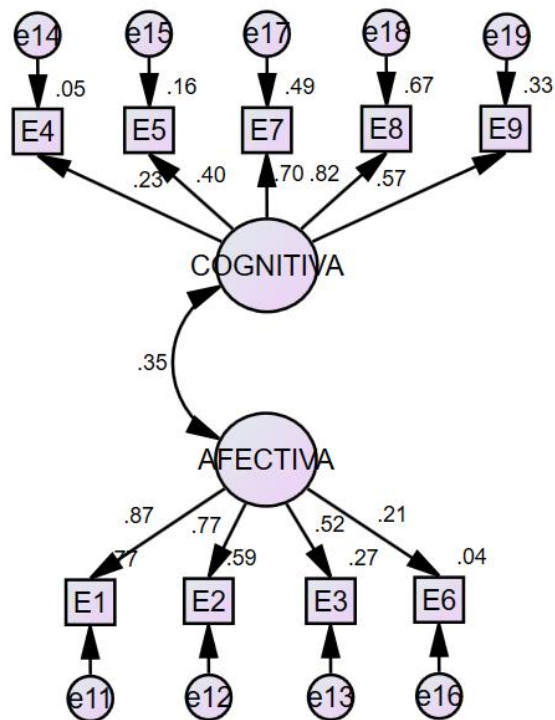 e14 e15 e17 e18 e19
.05 .16 .49 .67 .33
E4 E5 E7 E8 E9
.23 .40 .70 .82 .57
COGNITIVA
.35
AFECTIVA
.87 .77 .52 .21
.77 .59 .27 .04
E1 E2 E3 E6
e11 e12 e13 e16